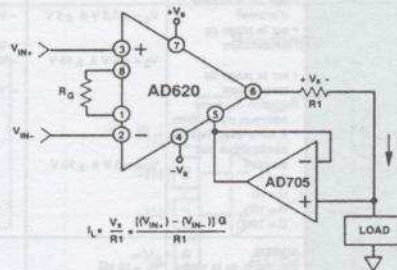 +Vs
VIN+
3
+
7
8
RG
AD620
1
5
6
+ Vx -
R1
VIN-
2
−
4
−Vs
−
AD705
+
LOAD
IL = Vx / R1 = [(VIN+) − (VIN−)] G / R1